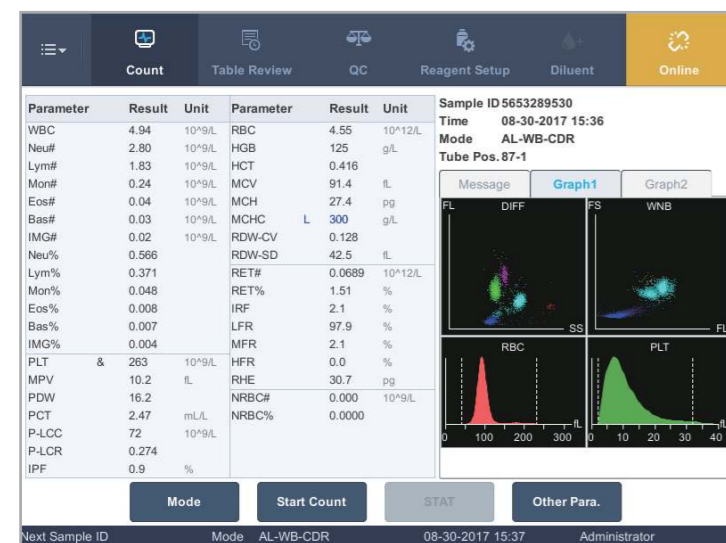 Count
Table Review
QC
Reagent Setup
Diluent
Online
Parameter Result Unit Parameter Result Unit
WBC 4.94 10^9/L RBC 4.55 10^12/L
Neu# 2.80 10^9/L HGB 125 g/L
Lym# 1.83 10^9/L HCT 0.416
Mon# 0.24 10^9/L MCV 91.4 fL
Eos# 0.04 10^9/L MCH 27.4 pg
Bas# 0.03 10^9/L MCHC L 300 g/L
IMG# 0.02 10^9/L RDW-CV 0.128
Neu% 0.566 RDW-SD 42.5 fL
Lym% 0.371 RET# 0.0689 10^12/L
Mon% 0.048 RET% 1.51 %
Eos% 0.008 IRF 2.1 %
Bas% 0.007 LFR 97.9 %
IMG% 0.004 MFR 2.1 %
PLT & 263 10^9/L HFR 0.0 %
MPV 10.2 fL RHE 30.7 pg
PDW 16.2 NRBC# 0.000 10^9/L
PCT 2.47 mL/L NRBC% 0.0000
P-LCC 72 10^9/L
P-LCR 0.274
IPF 0.9 %
Sample ID 5653289530
Time 08-30-2017 15:36
Mode AL-WB-CDR
Tube Pos. 87-1
Message Graph1 Graph2
FL DIFF FS WNB
SS FL
RBC PLT
fL fL
0 100 200 300 0 10 20 30 40
Mode Start Count STAT Other Para.
Next Sample ID Mode AL-WB-CDR 08-30-2017 15:37 Administrator